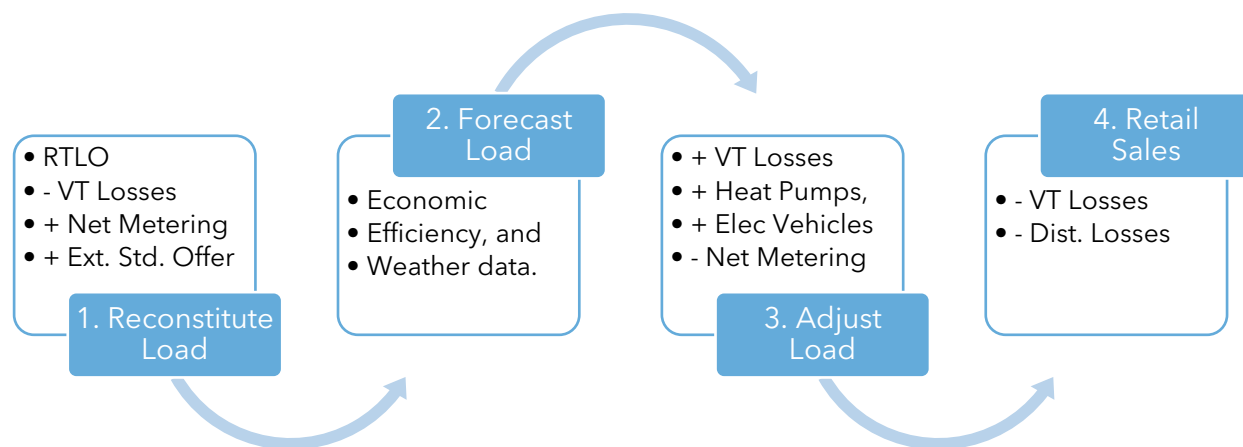 • RTLO
• - VT Losses
• + Net Metering
• + Ext. Std. Offer
1. Reconstitute
Load
2. Forecast
Load
• Economic
• Efficiency, and
• Weather data.
• + VT Losses
• + Heat Pumps,
• + Elec Vehicles
• - Net Metering
3. Adjust
Load
4. Retail
Sales
• - VT Losses
• - Dist. Losses